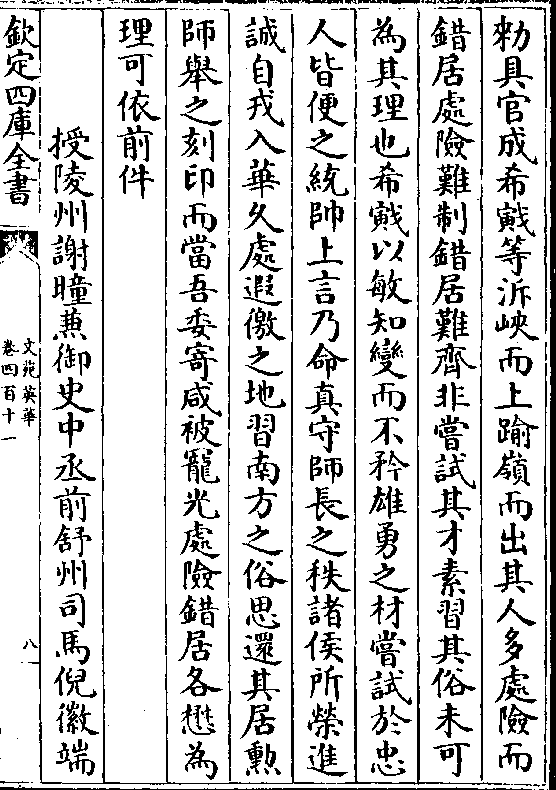 勑具官成希戭等泝峽而上踰嶺而出其人多處險而
錯居處險難制錯居難齊非嘗試其才素習其俗未可
為其理也希戭以敏知變而不矜雄勇之材嘗試於忠
人皆便之統帥上言乃命真守師長之秩諸侯所榮進
誠自戎入華久處遐儌之地習南方之俗思還其居勲
師舉之刻印而當吾委寄咸被寵光處險錯居各懋為
理可依前件
授陵州謝曈兼御史中丞前舒州司馬倪徽端
欽定四庫全書
文苑英華
卷四百十一
八